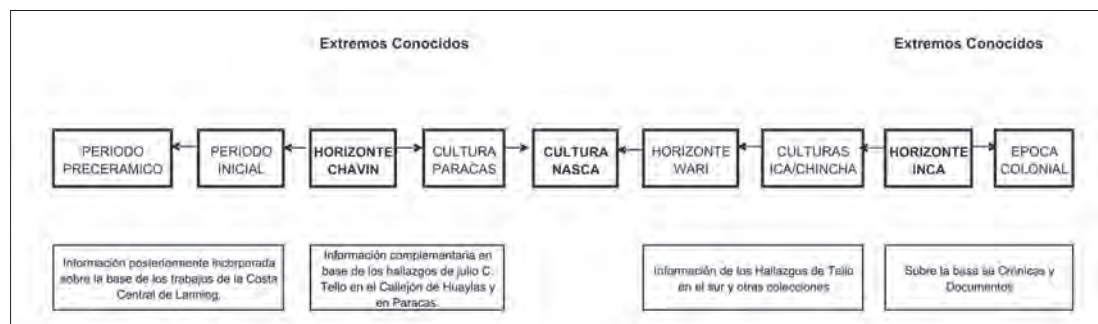 Extremos Conocidos
Extremos Conocidos
PERIODO
PRECERAMICO
PERIODO
INICIAL
HORIZONTE
CHAVIN
CULTURA
PARACAS
CULTURA
NASCA
HORIZONTE
WARI
CULTURAS
ICA/CHINCHA
HORIZONTE
INCA
EPOCA
COLONIAL
Información posteriormente incorporada
sobre la base de los trabajos de la Costa
Central de Lanning.
Información complementaria en
base de los hallazgos de julio C.
Tello en el Callejón de Huaylas y
en Paracas.
Información de los Hallazgos de Tello
en el sur y otras colecciones
Sobre la base se Crónicas y
Documentos